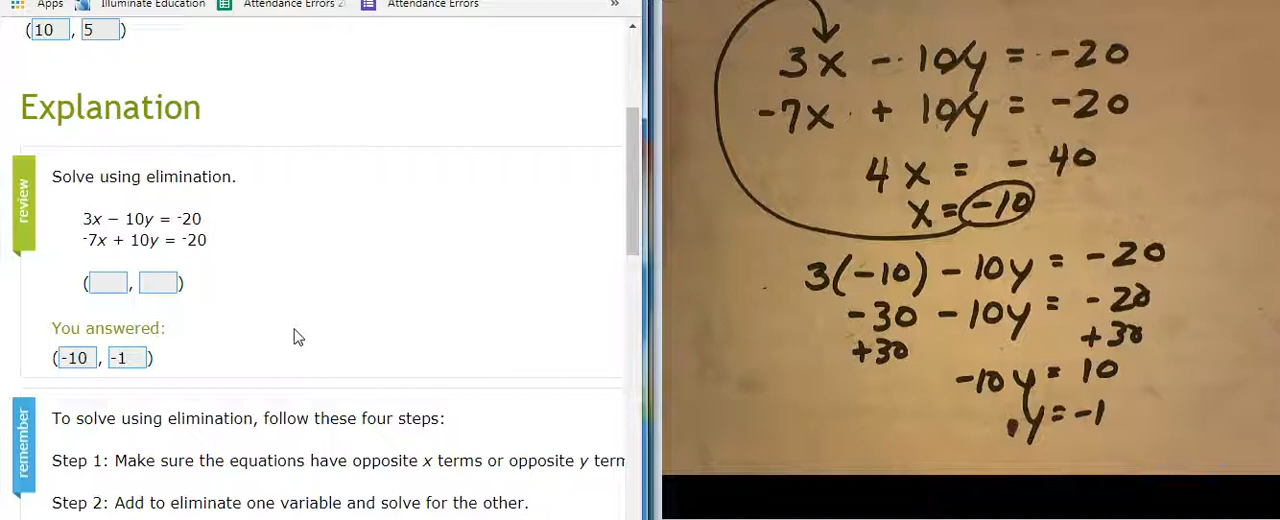 Apps Illuminate Education Attendance Errors 2 Attendance Errors »
(10, 5)
Explanation
review
Solve using elimination.
3x − 10y = -20
-7x + 10y = -20
( , )
You answered:
(-10, -1)
remember
To solve using elimination, follow these four steps:
Step 1: Make sure the equations have opposite x terms or opposite y term
Step 2: Add to eliminate one variable and solve for the other.
3x - 10y = -20
-7x + 10y = -20
4x = - 40
x = -10
3(-10) - 10y = -20
-30 - 10y = -20
+30 +30
-10y = 10
y = -1